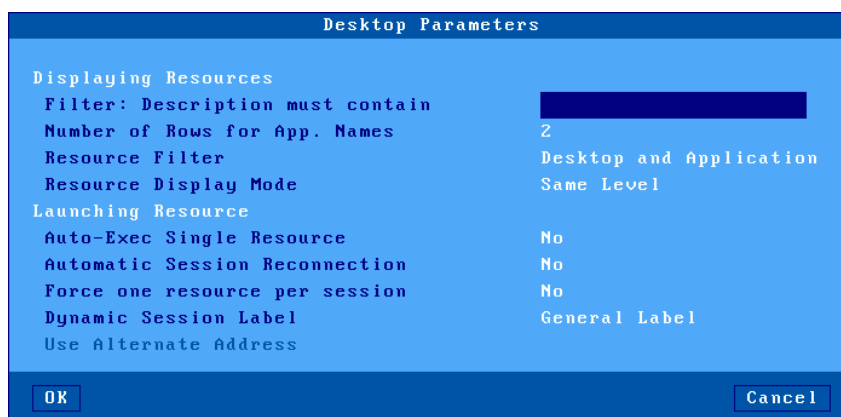 Desktop Parameters
Displaying Resources
Filter: Description must contain
Number of Rows for App. Names 2
Resource Filter Desktop and Application
Resource Display Mode Same Level
Launching Resource
Auto-Exec Single Resource No
Automatic Session Reconnection No
Force one resource per session No
Dynamic Session Label General Label
Use Alternate Address
OK Cancel